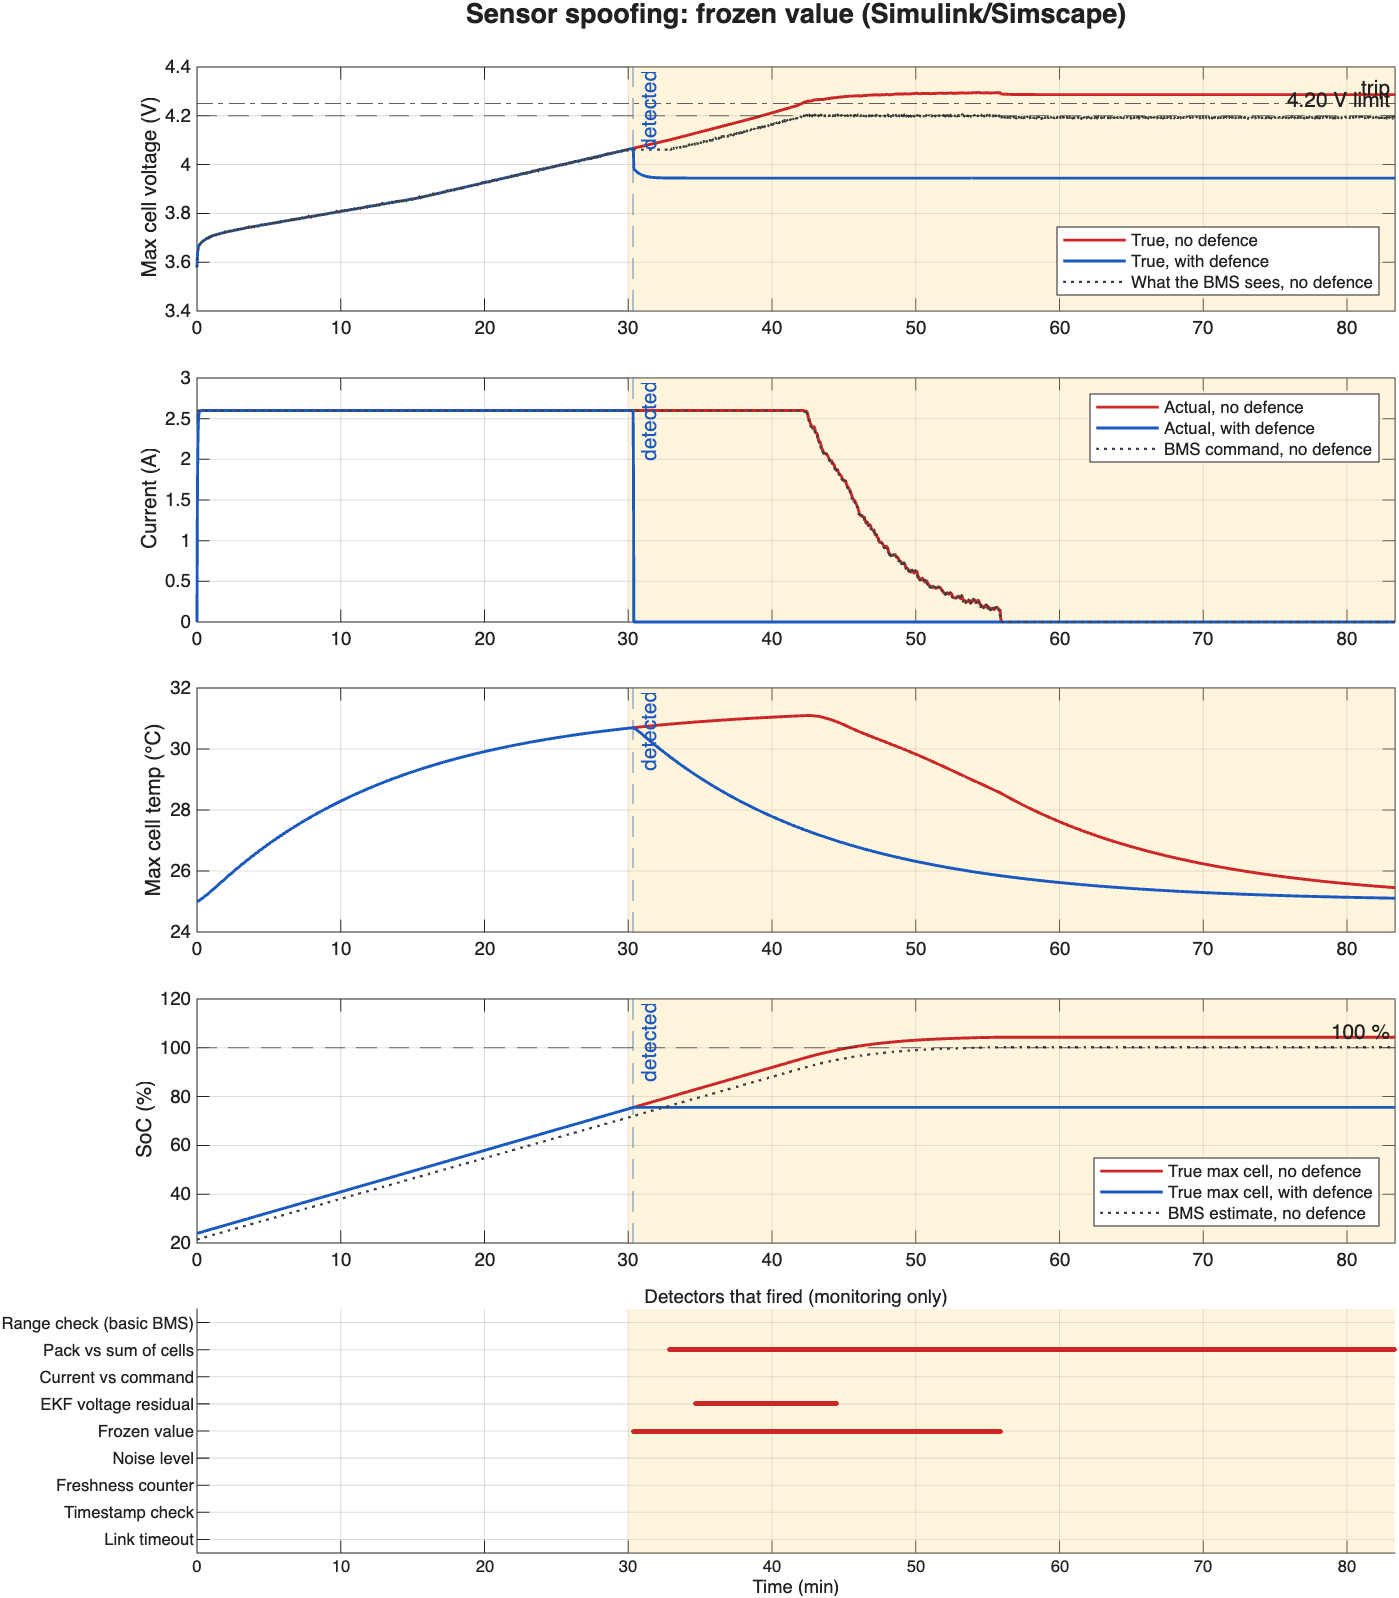 Sensor spoofing: frozen value (Simulink/Simscape)
4.4
4.2
4
3.8
3.6
3.4
Max cell voltage (V)
detected
trip
4.20 V limit
True, no defence
True, with defence
What the BMS sees, no defence
0 10 20 30 40 50 60 70 80
3
2.5
2
1.5
1
0.5
0
Current (A)
detected
Actual, no defence
Actual, with defence
BMS command, no defence
0 10 20 30 40 50 60 70 80
32
30
28
26
24
Max cell temp (°C)
detected
0 10 20 30 40 50 60 70 80
120
100
80
60
40
20
SoC (%)
detected
100 %
True max cell, no defence
True max cell, with defence
BMS estimate, no defence
0 10 20 30 40 50 60 70 80
Detectors that fired (monitoring only)
Range check (basic BMS)
Pack vs sum of cells
Current vs command
EKF voltage residual
Frozen value
Noise level
Freshness counter
Timestamp check
Link timeout
0 10 20 30 40 50 60 70 80
Time (min)